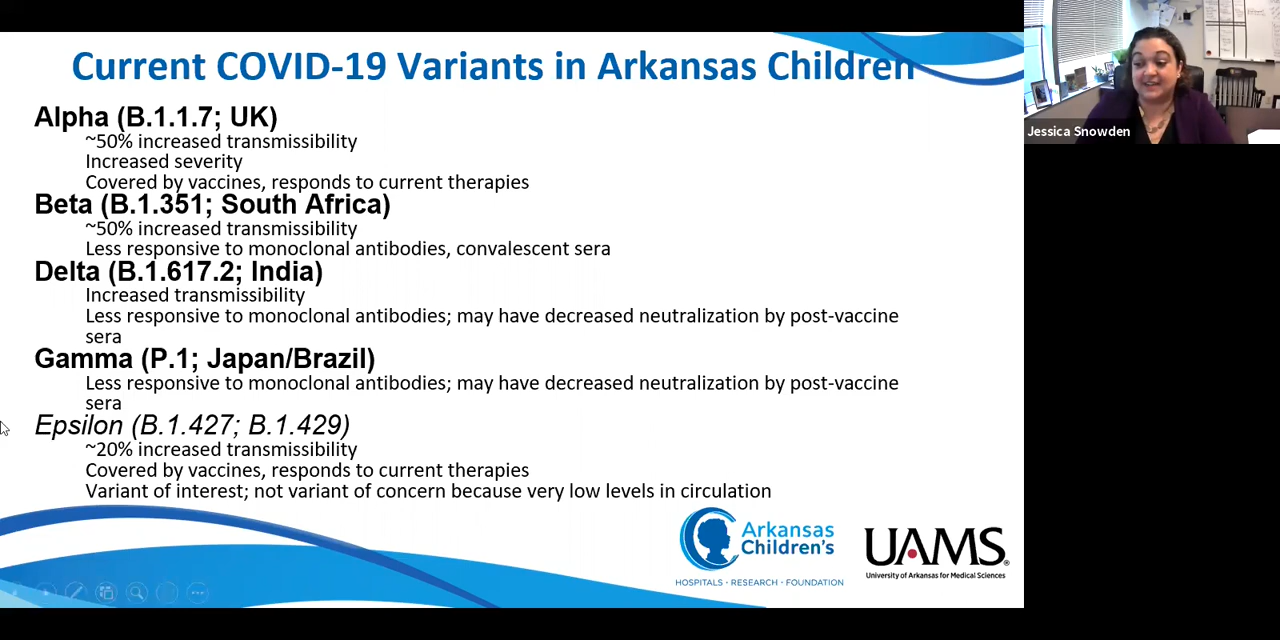 Current COVID-19 Variants in Arkansas Children
Alpha (B.1.1.7; UK)
~50% increased transmissibility
Increased severity
Covered by vaccines, responds to current therapies
Beta (B.1.351; South Africa)
~50% increased transmissibility
Less responsive to monoclonal antibodies, convalescent sera
Delta (B.1.617.2; India)
Increased transmissibility
Less responsive to monoclonal antibodies; may have decreased neutralization by post-vaccine
sera
Gamma (P.1; Japan/Brazil)
Less responsive to monoclonal antibodies; may have decreased neutralization by post-vaccine
sera
Epsilon (B.1.427; B.1.429)
~20% increased transmissibility
Covered by vaccines, responds to current therapies
Variant of interest; not variant of concern because very low levels in circulation
Arkansas
Children's
HOSPITALS • RESEARCH • FOUNDATION
UAMS®
University of Arkansas for Medical Sciences
Jessica Snowden